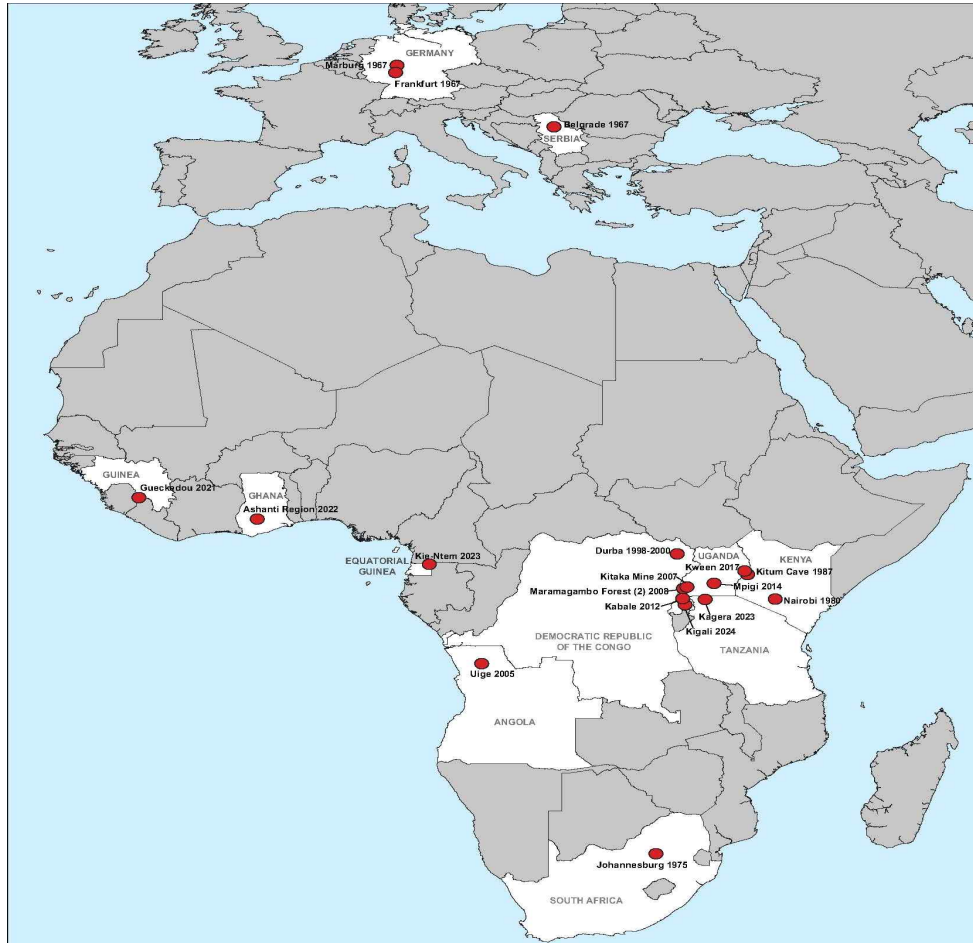 GERMANY
Marburg 1967
Frankfurt 1967
Belgrade 1967
SERBIA
GUINEA
Gueckedou 2021
GHANA
Ashanti Region 2022
EQUATORIAL
GUINEA
Kie-Ntem 2023
Durba 1998-2000
UGANDA
KENYA
Kween 2017
Kitum Cave 1987
Kitaka Mine 2007
Mpigi 2014
Maramagambo Forest (2) 2008
Nairobi 1980
Kabale 2012
Kagera 2023
Kigali 2024
DEMOCRATIC REPUBLIC
OF THE CONGO
TANZANIA
Uige 2005
ANGOLA
Johannesburg 1975
SOUTH AFRICA